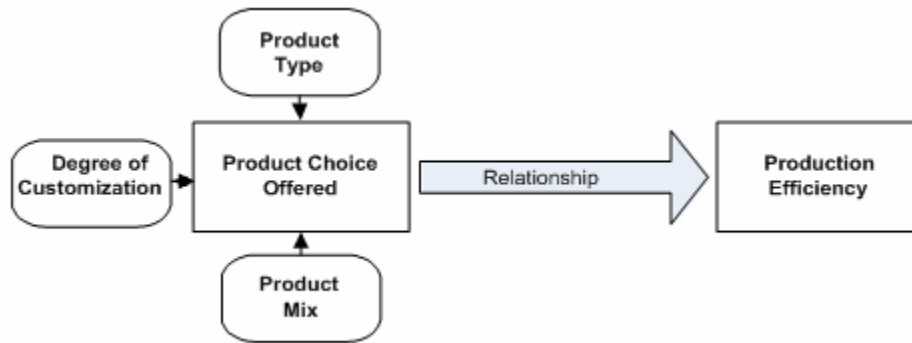 Product
Type
Degree of
Customization
Product Choice
Offered
Relationship
Production
Efficiency
Product
Mix